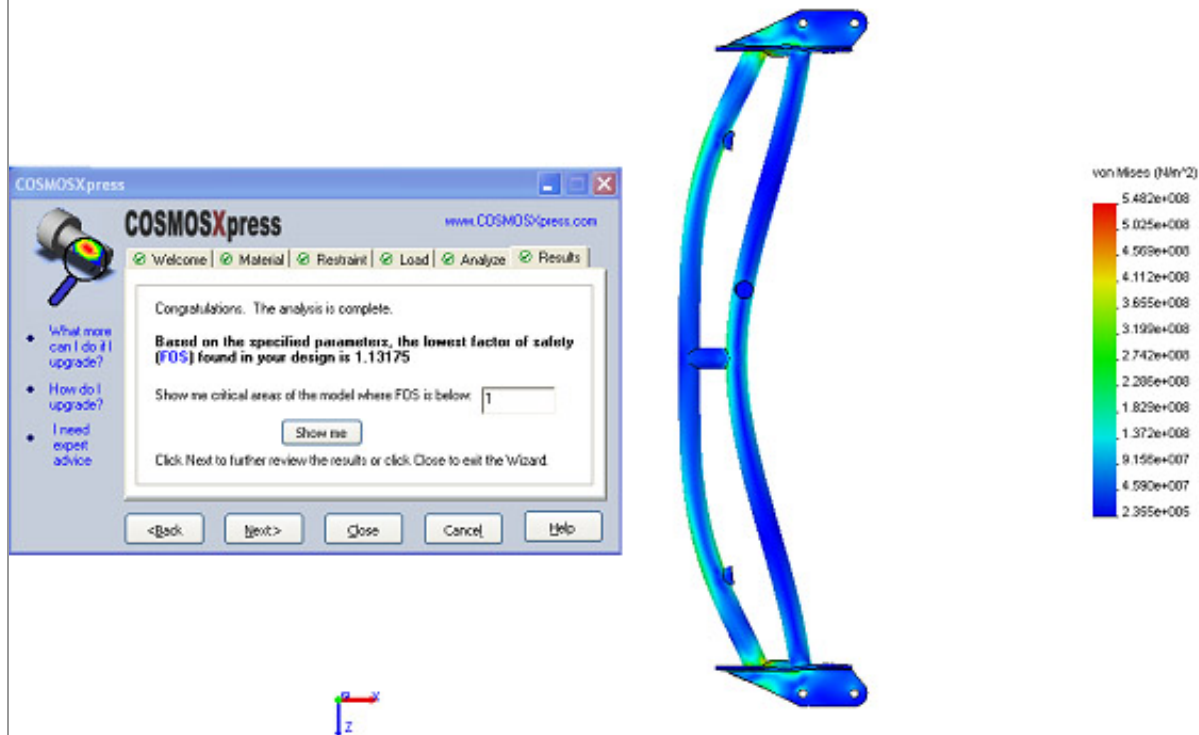 COSMOSXpress
COSMOSXpress
www.COSMOSXpress.com
Welcome
Material
Restraint
Load
Analyze
Results
What more
can I do if I
upgrade?
How do I
upgrade?
I need
expert
advice
Congratulations. The analysis is complete.
Based on the specified parameters, the lowest factor of safety
(FOS) found in your design is 1.13175
Show me critical areas of the model where FOS is below:
1
Show me
Click Next to further review the results or click Close to exit the Wizard.
<Back
Next>
Close
Cancel
Help
von Mises (N/m^2)
5.482e+008
5.025e+008
4.569e+008
4.112e+008
3.655e+008
3.199e+008
2.742e+008
2.286e+008
1.829e+008
1.372e+008
9.156e+007
4.590e+007
2.355e+005
X
Z